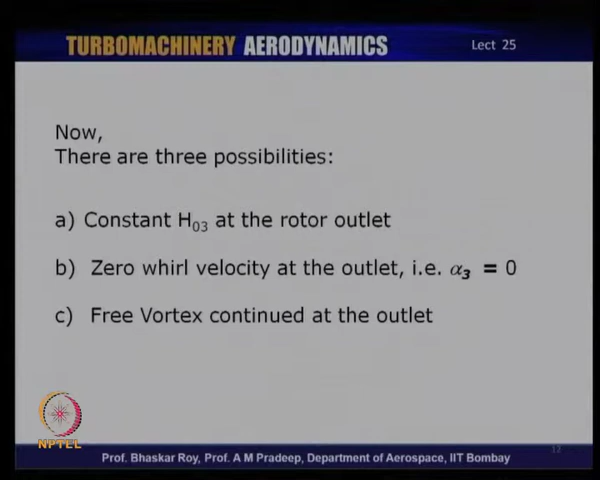 TURBOMACHINERY AERODYNAMICS
Lect 25
Now,
There are three possibilities:
a) Constant H₀₃ at the rotor outlet
b) Zero whirl velocity at the outlet, i.e. α₃ = 0
c) Free Vortex continued at the outlet
NPTEL
Prof. Bhaskar Roy, Prof. A M Pradeep, Department of Aerospace, IIT Bombay